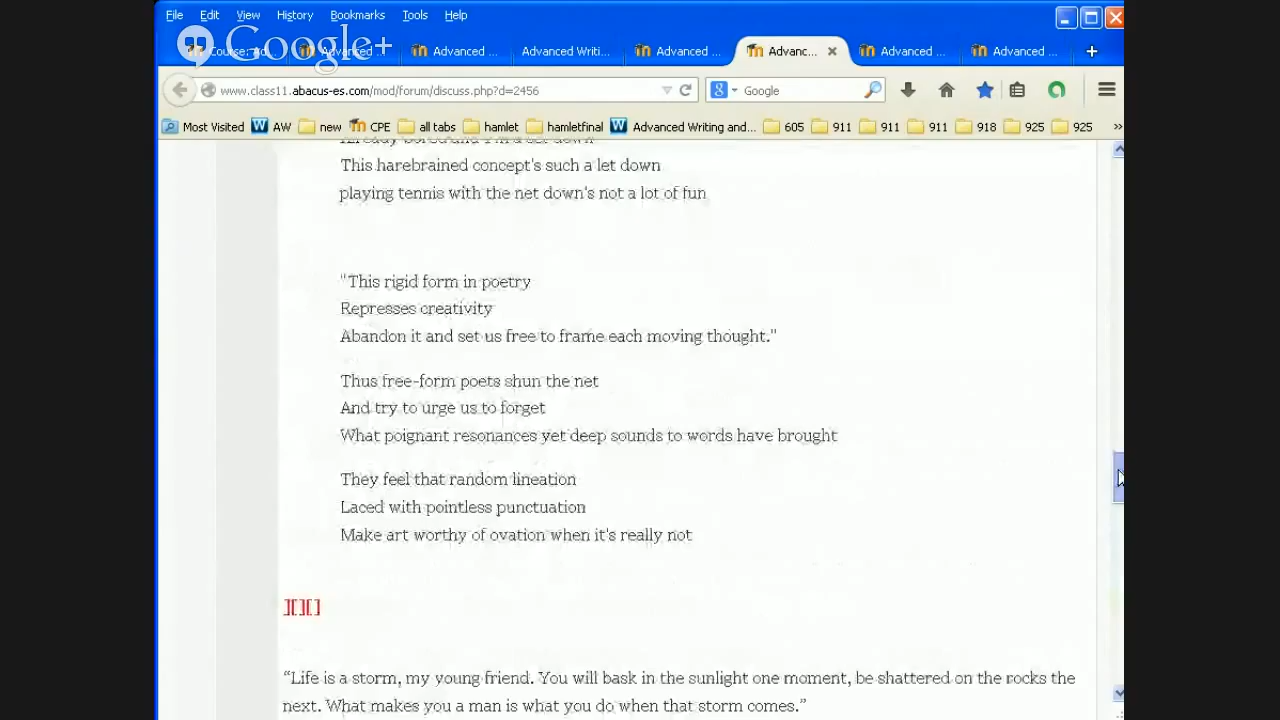 File Edit View History Bookmarks Tools Help
Google+
Advanced ... Advanced Writi... Advanced ... Advanc... Advanced ... Advanced ...
www.class11.abacus-es.com/mod/forum/discuss.php?d=2456 Google
Most Visited AW new CPE all tabs hamlet hamletfinal Advanced Writing and... 605 911 911 911 918 925 925 »
This harebrained concept's such a let down
playing tennis with the net down's not a lot of fun
"This rigid form in poetry
Represses creativity
Abandon it and set us free to frame each moving thought."
Thus free-form poets shun the net
And try to urge us to forget
What poignant resonances yet deep sounds to words have brought
They feel that random lineation
Laced with pointless punctuation
Make art worthy of ovation when it's really not
][][]
“Life is a storm, my young friend. You will bask in the sunlight one moment, be shattered on the rocks the
next. What makes you a man is what you do when that storm comes.”